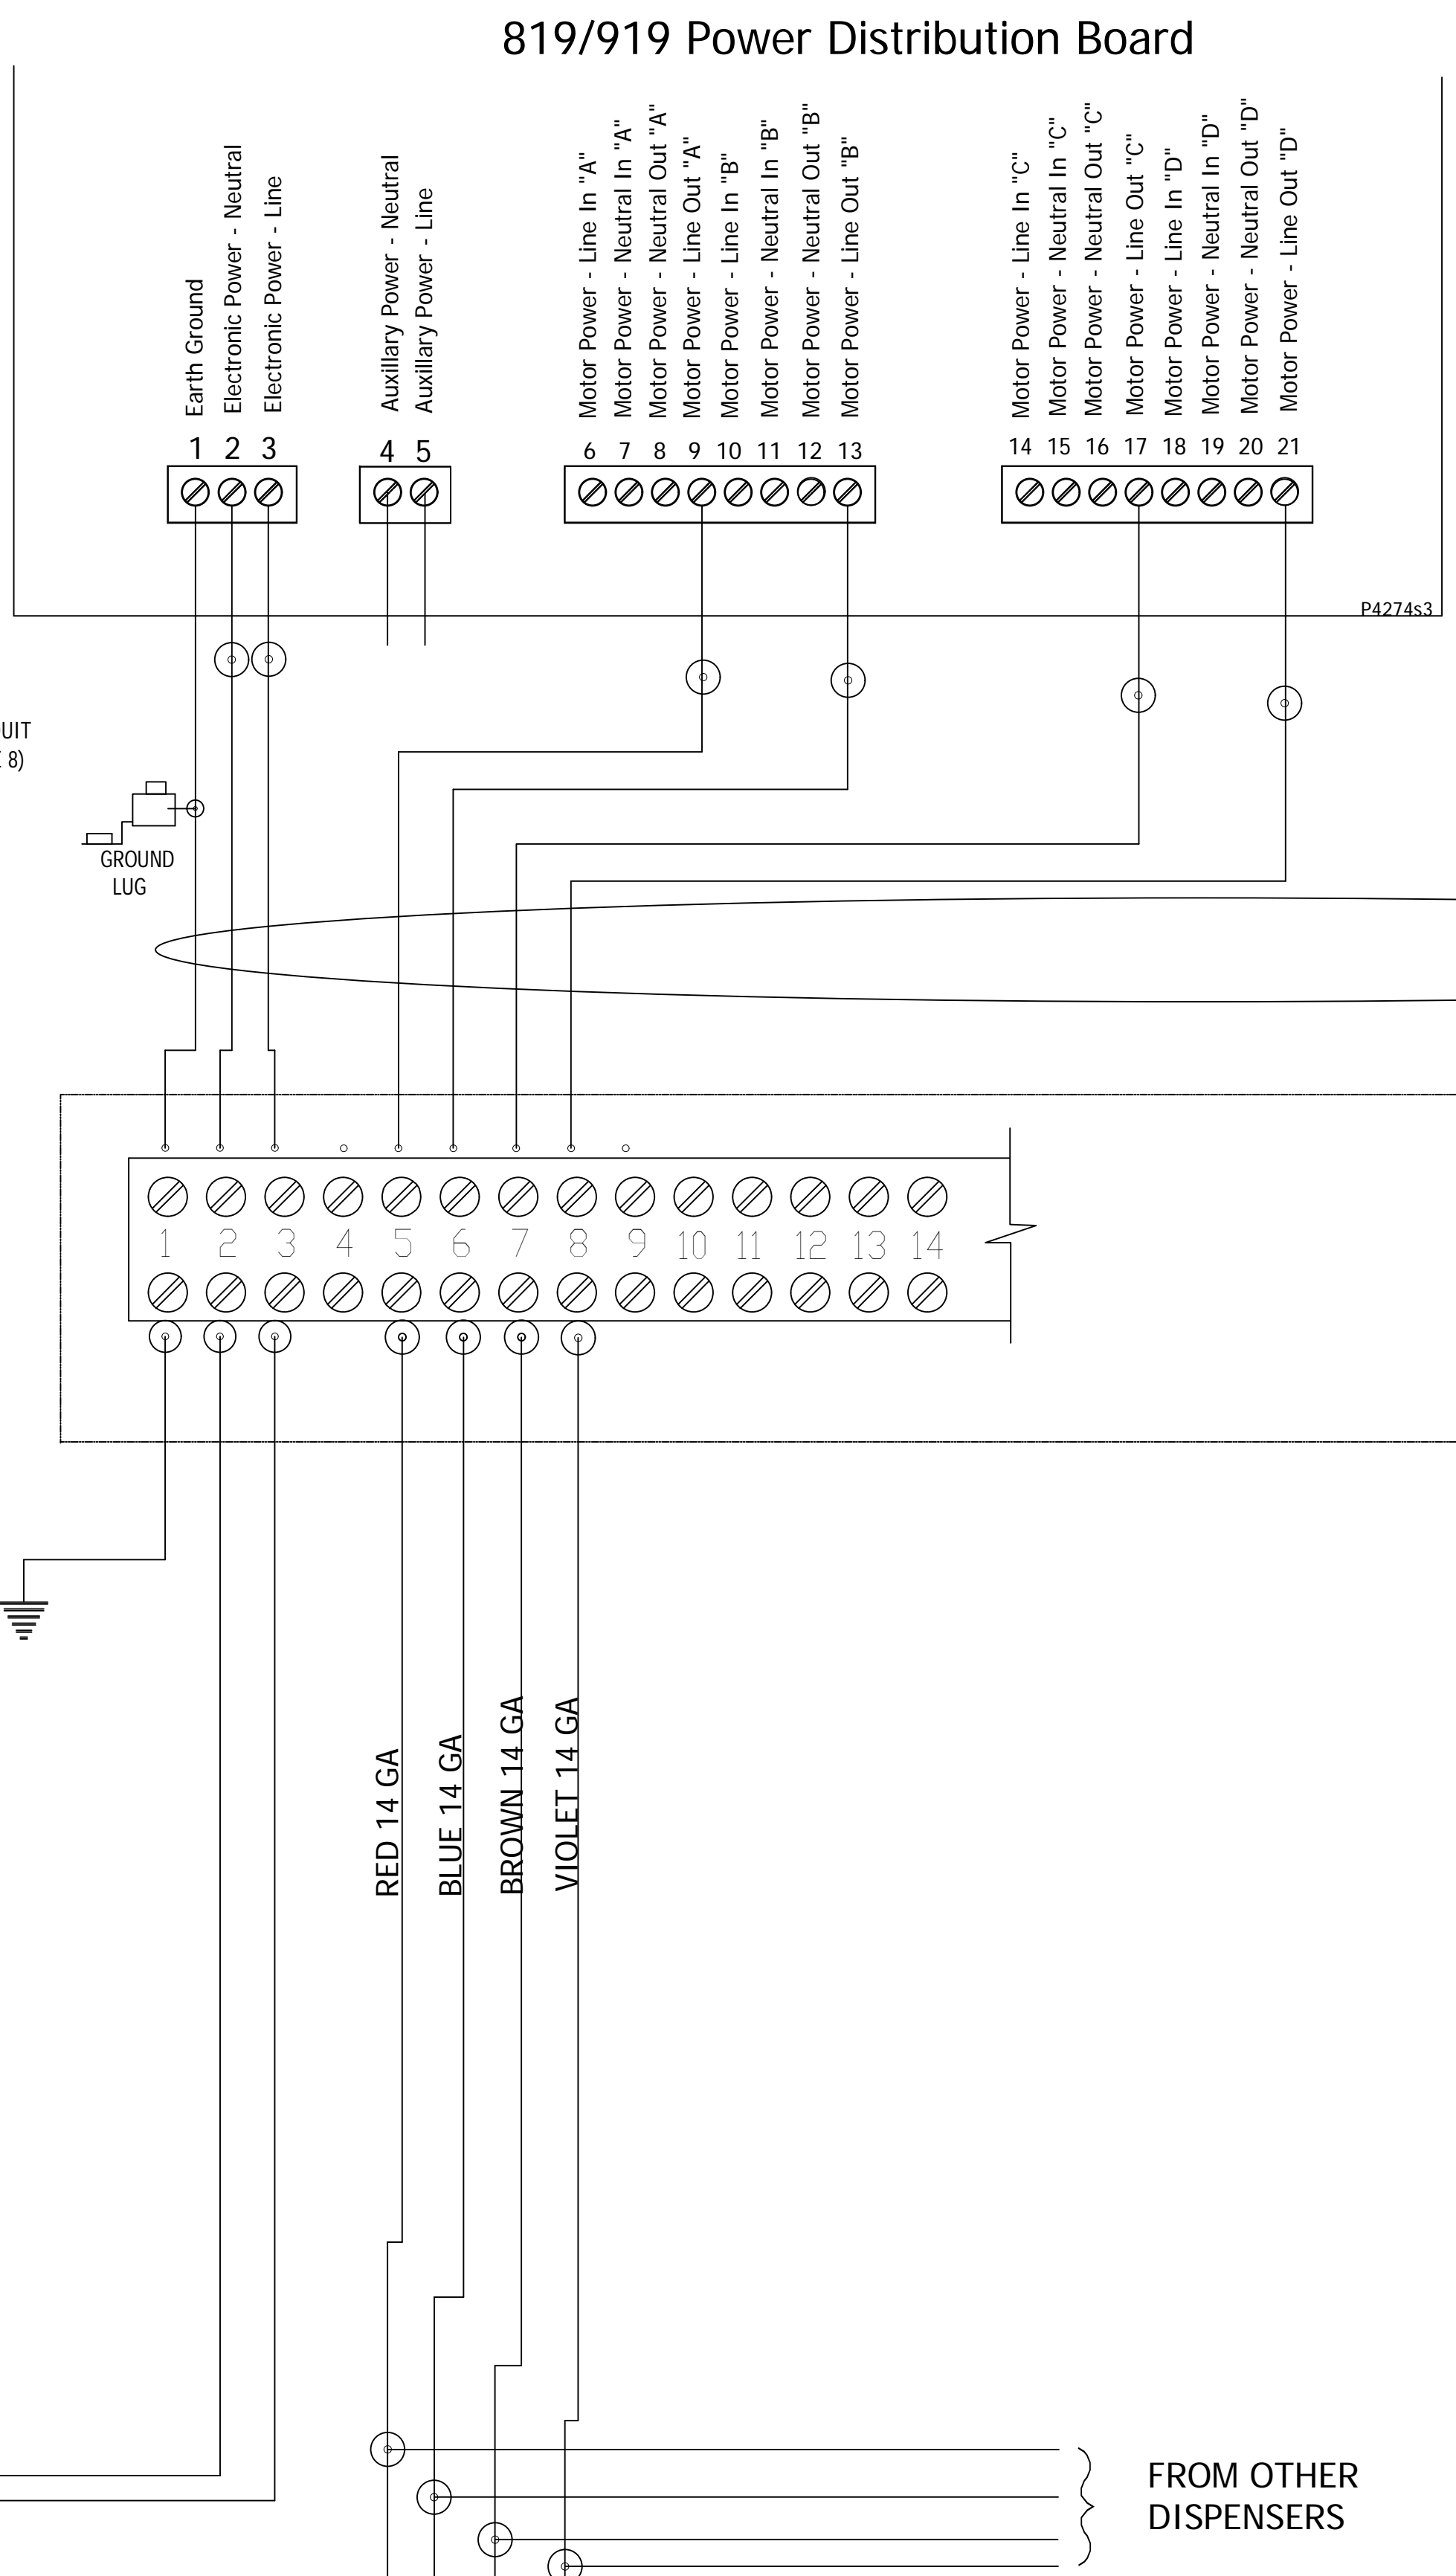 819/919 Power Distribution Board
Earth Ground
Electronic Power - Neutral
Electronic Power - Line
Auxillary Power - Neutral
Auxillary Power - Line
Motor Power - Line In "A"
Motor Power - Neutral In "A"
Motor Power - Neutral Out "A"
Motor Power - Line Out "A"
Motor Power - Line In "B"
Motor Power - Neutral In "B"
Motor Power - Neutral Out "B"
Motor Power - Line Out "B"
Motor Power - Line In "C"
Motor Power - Neutral In "C"
Motor Power - Neutral Out "C"
Motor Power - Line Out "C"
Motor Power - Line In "D"
Motor Power - Neutral In "D"
Motor Power - Neutral Out "D"
Motor Power - Line Out "D"
1 2 3 4 5 6 7 8 9 10 11 12 13 14 15 16 17 18 19 20 21
P4274s3
UIT
8)
GROUND
LUG
1 2 3 4 5 6 7 8 9 10 11 12 13 14
RED 14 GA
BLUE 14 GA
BROWN 14 GA
VIOLET 14 GA
FROM OTHER
DISPENSERS